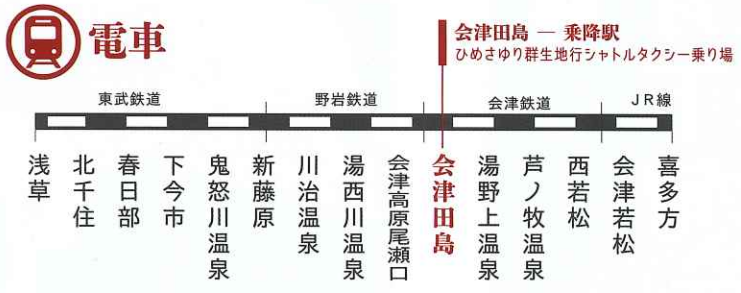 電車
会津田島 — 乗降駅
ひめさゆり群生地行シャトルタクシー乗り場
東武鉄道
野岩鉄道
会津鉄道
JR線
浅草
北千住
春日部
下今市
鬼怒川温泉
新藤原
川治温泉
湯西川温泉
会津高原尾瀬口
会津田島
湯野上温泉
芦ノ牧温泉
西若松
会津若松
喜多方